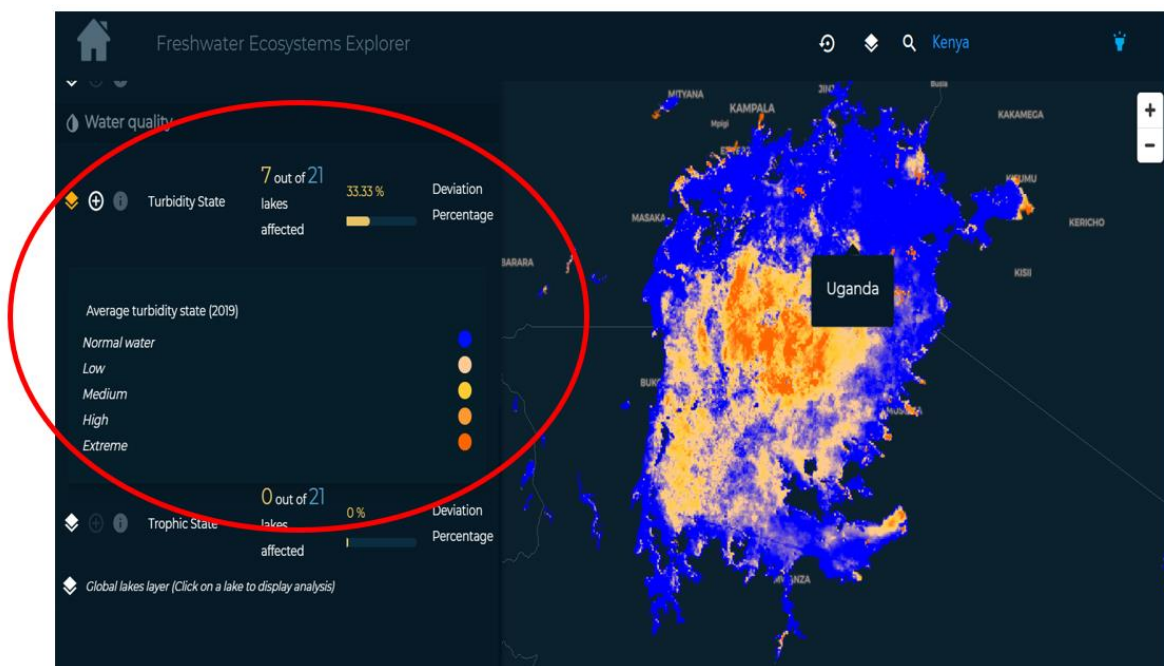 Freshwater Ecosystems Explorer
Kenya
Water quality
Turbidity State
7 out of 21
lakes
affected
33.33 %
Deviation
Percentage
Average turbidity state (2019)
Normal water
Low
Medium
High
Extreme
Trophic State
0 out of 21
lakes
affected
0 %
Deviation
Percentage
Global lakes layer (Click on a lake to display analysis)
MITYANA
KAMPALA
Mpigi
Busia
KAKAMEGA
KERICHO
MASAKA
KISII
BARARA
Uganda
+
−